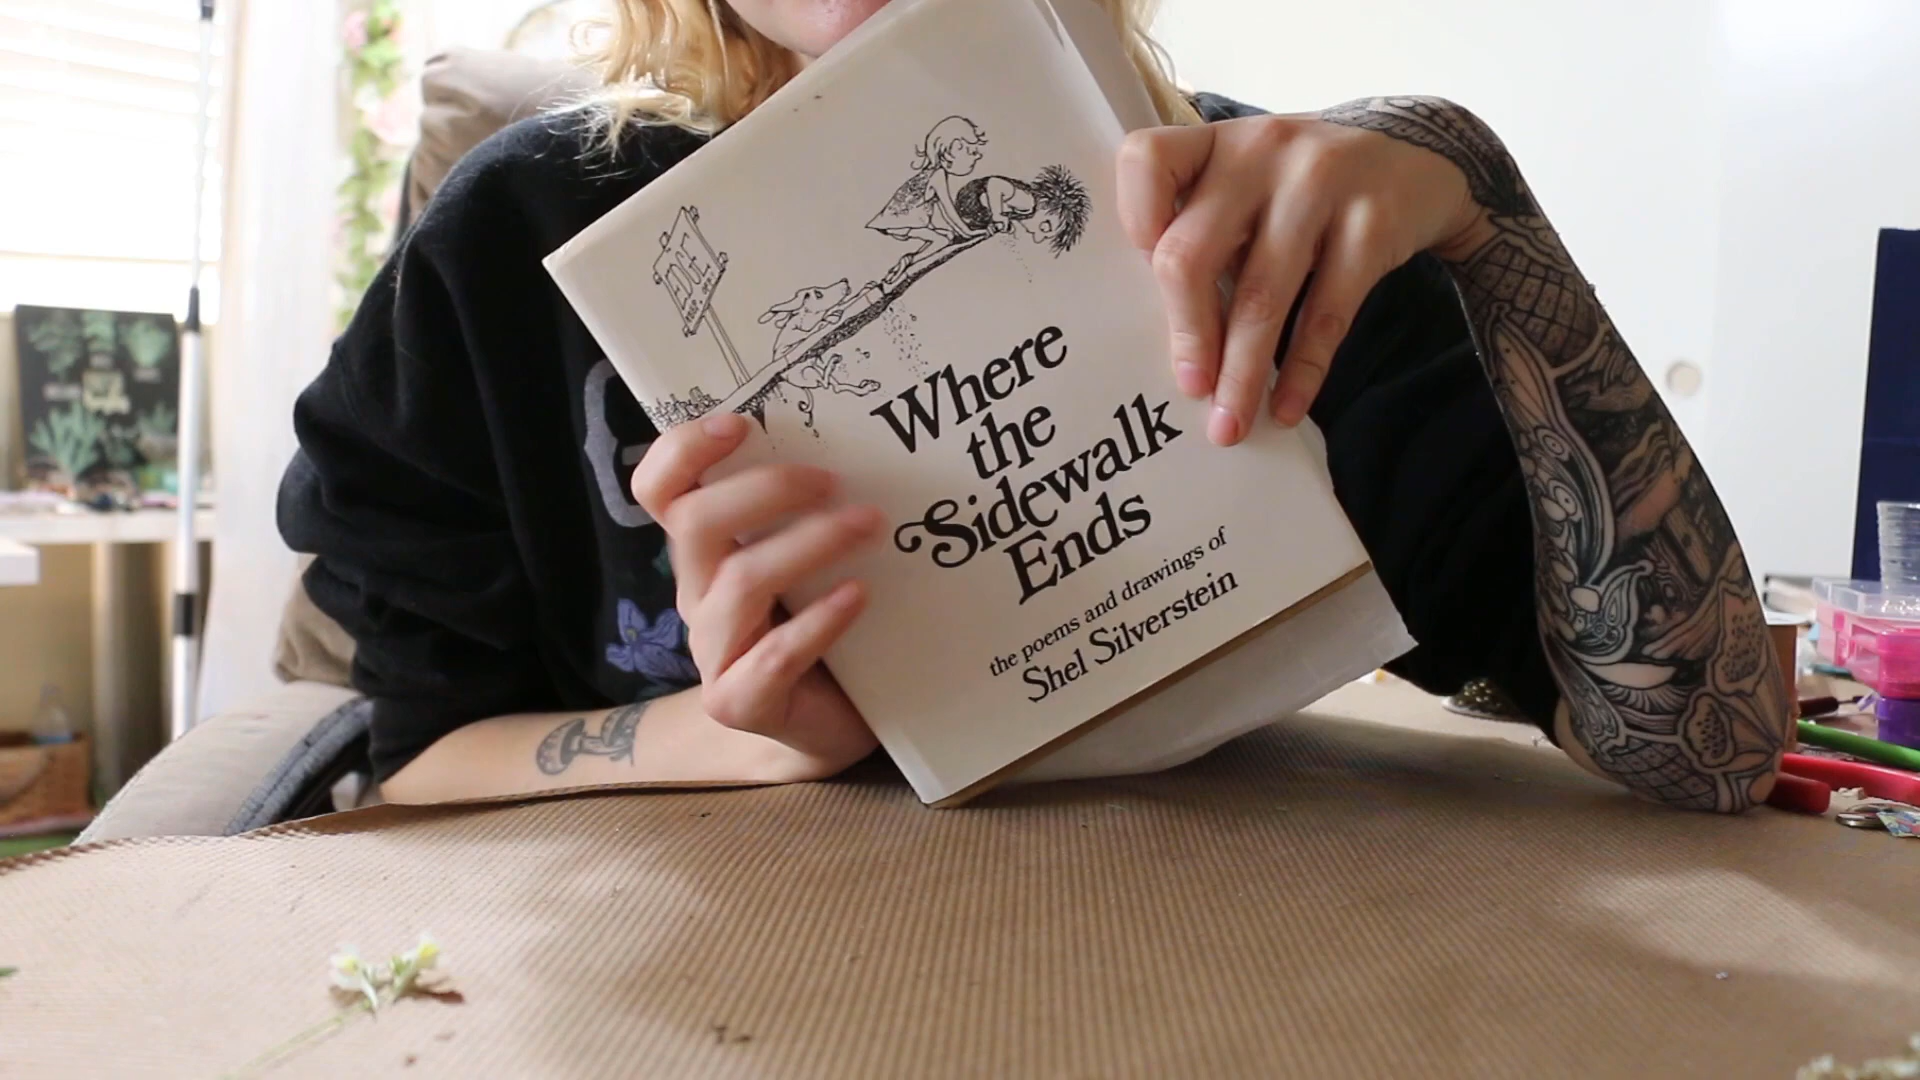 EDGE
Where
the
Sidewalk
Ends
the poems and drawings of
Shel Silverstein